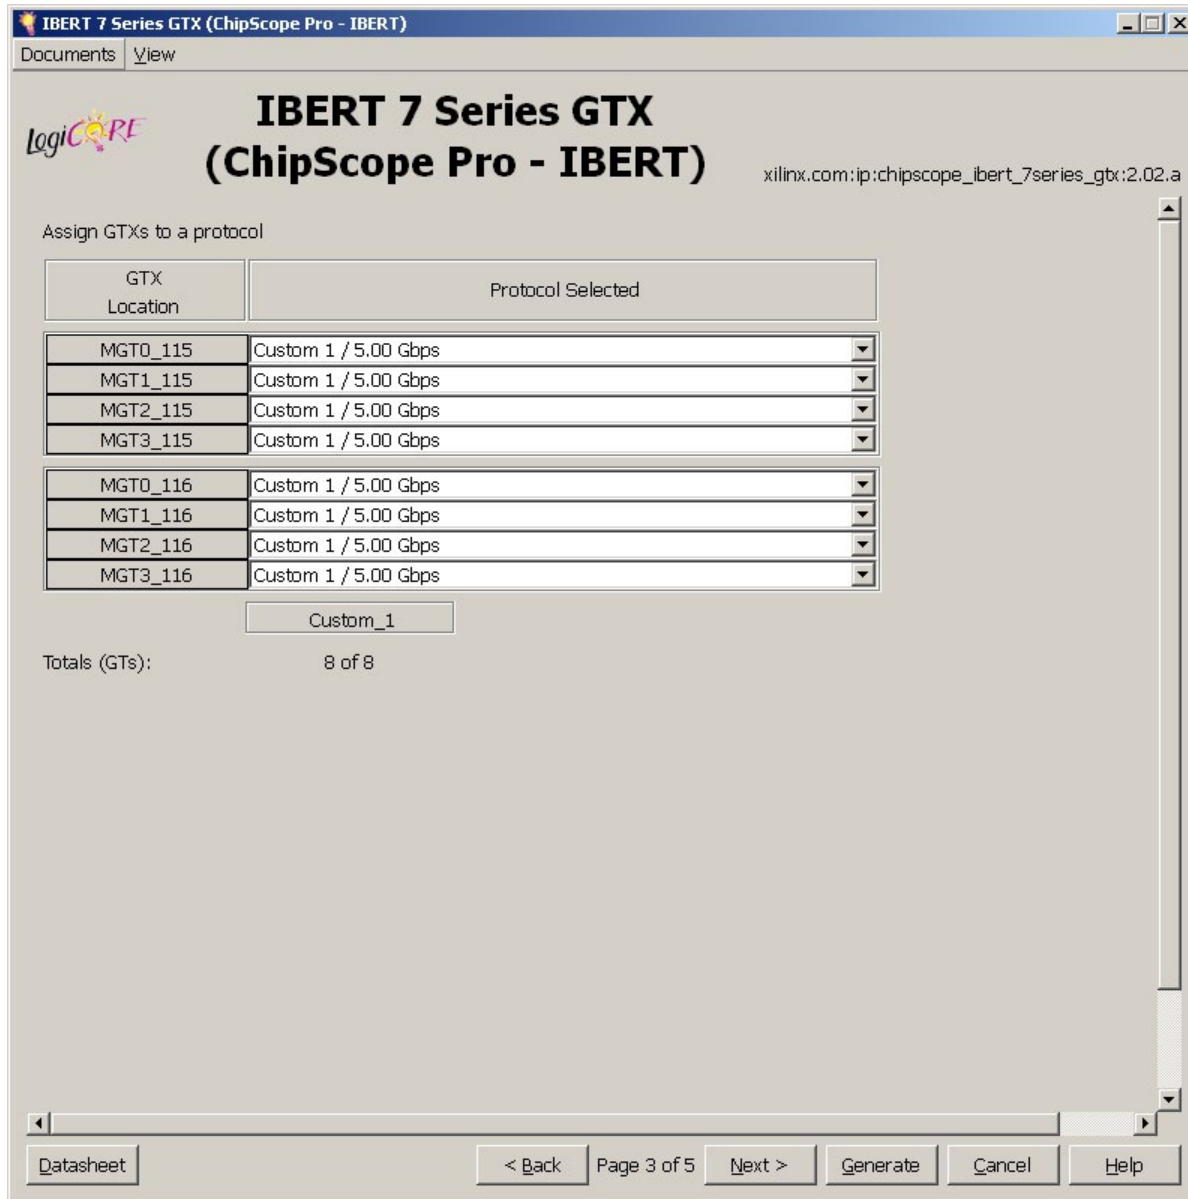 IBERT 7 Series GTX (ChipScope Pro - IBERT)
Documents View
LogiCORE
IBERT 7 Series GTX
(ChipScope Pro - IBERT)
xilinx.com:ip:chipscope_ibert_7series_gtx:2.02.a
Assign GTXs to a protocol
GTX
Location
Protocol Selected
MGT0_115 Custom 1 / 5.00 Gbps
MGT1_115 Custom 1 / 5.00 Gbps
MGT2_115 Custom 1 / 5.00 Gbps
MGT3_115 Custom 1 / 5.00 Gbps
MGT0_116 Custom 1 / 5.00 Gbps
MGT1_116 Custom 1 / 5.00 Gbps
MGT2_116 Custom 1 / 5.00 Gbps
MGT3_116 Custom 1 / 5.00 Gbps
Custom_1
Totals (GTs): 8 of 8
Datasheet < Back Page 3 of 5 Next > Generate Cancel Help